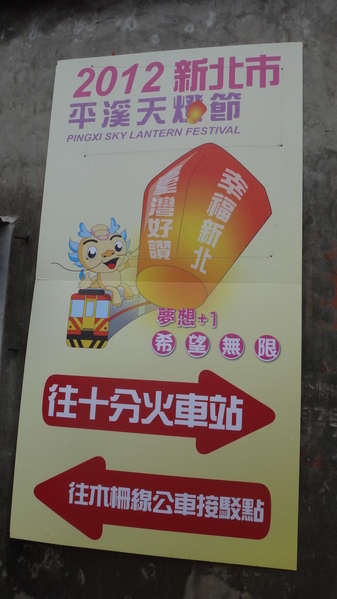 2012 新北市
平溪天燈節
PINGXI SKY LANTERN FESTIVAL
幸福新北
臺灣好讚
夢想+1
希望無限
往十分火車站
往木柵線公車接駁點